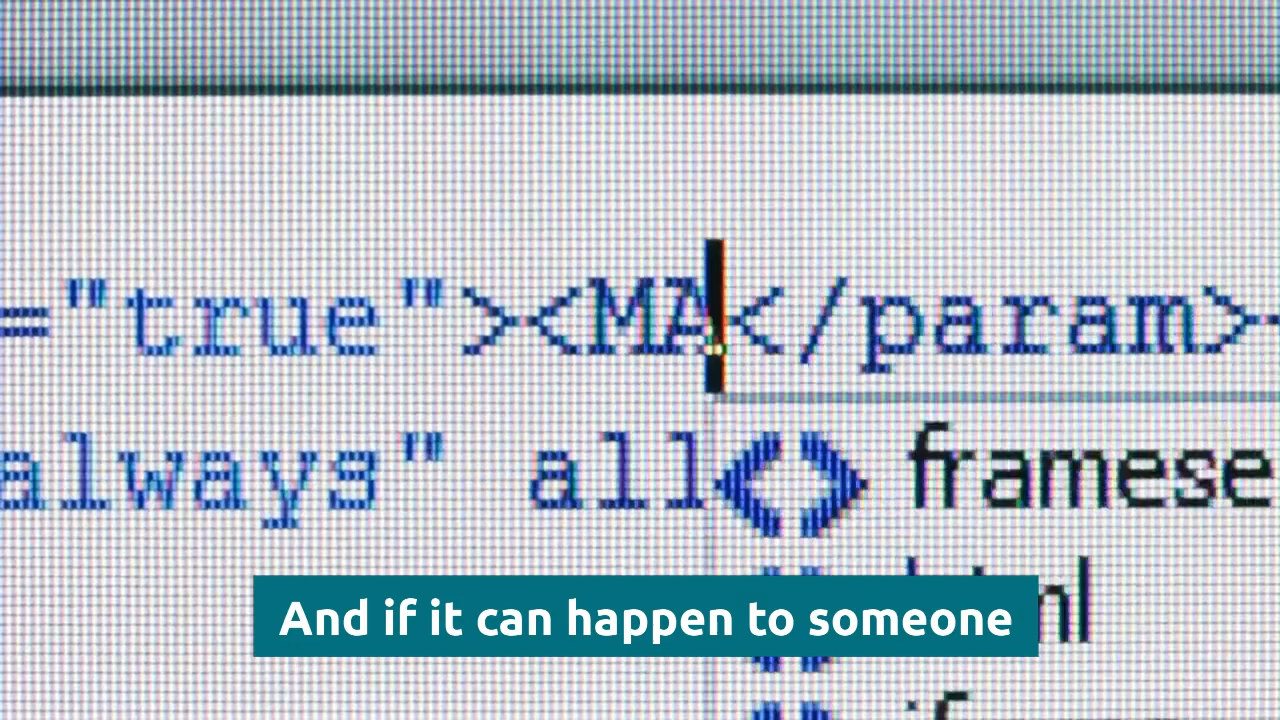 ="true"><MA</param>
always" all
<> framese
And if it can happen to someone